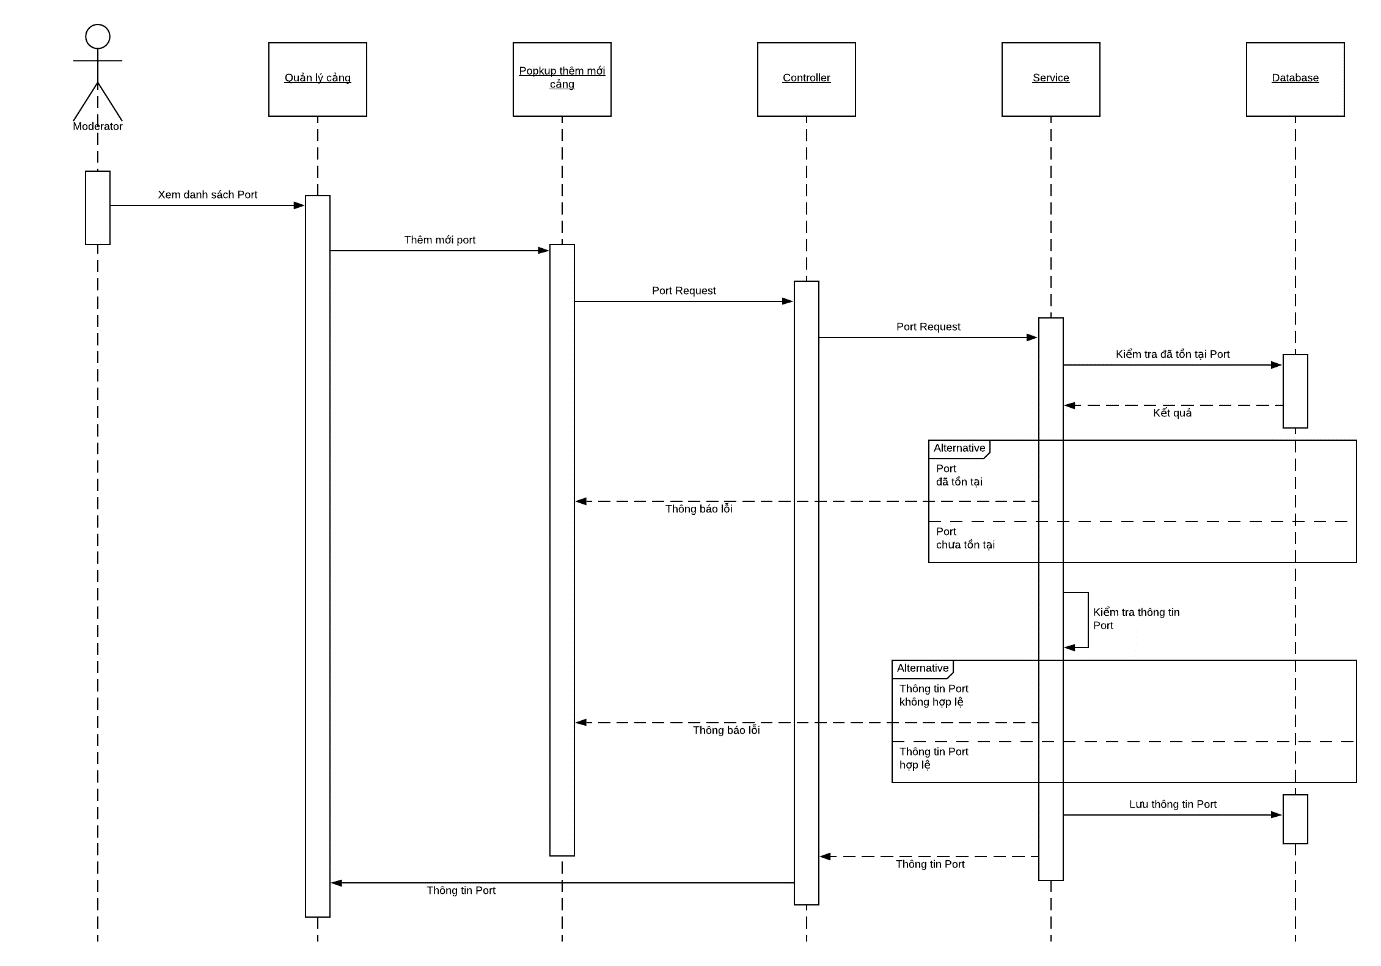 Moderator
Quản lý cảng
Popkup thêm mới
cảng
Controller
Service
Database
Xem danh sách Port
Thêm mới port
Port Request
Port Request
Kiểm tra đã tồn tại Port
Kết quả
Alternative
Port
đã tồn tại
Thông báo lỗi
Port
chưa tồn tại
Kiểm tra thông tin
Port
Alternative
Thông tin Port
không hợp lệ
Thông báo lỗi
Thông tin Port
hợp lệ
Lưu thông tin Port
Thông tin Port
Thông tin Port